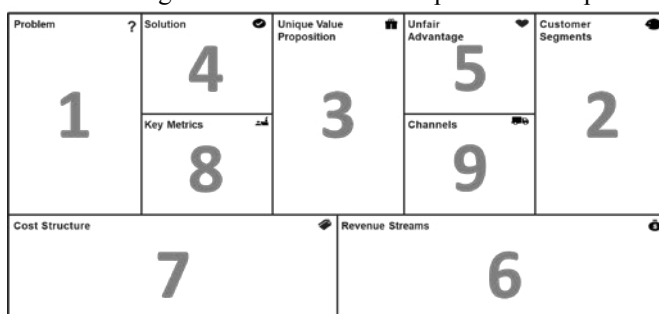 Problem ?
1
Solution
4
Key Metrics
8
Unique Value
Proposition
3
Unfair
Advantage
5
Channels
9
Customer
Segments
2
Cost Structure
7
Revenue Streams
6